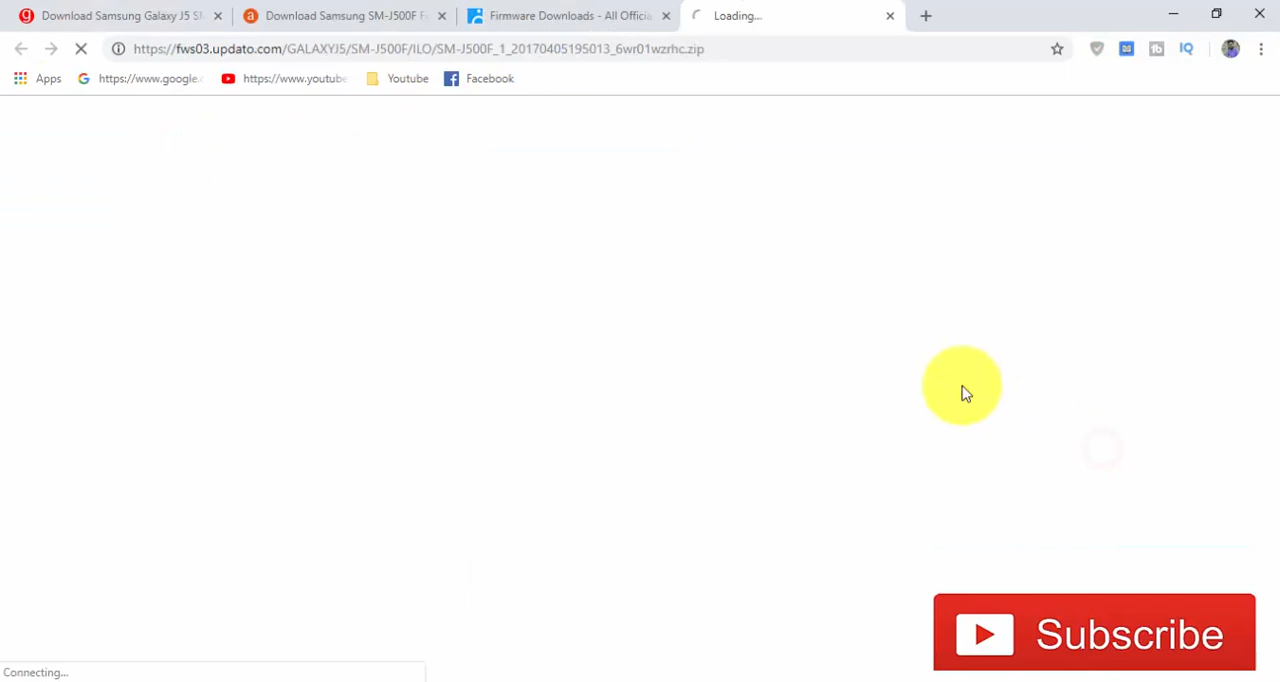 Download Samsung Galaxy J5 S
Download Samsung SM-J500F F
Firmware Downloads - All Officia
Loading...
https://fws03.updato.com/GALAXYJ5/SM-J500F/ILO/SM-J500F_1_20170405195013_6wr01wzrhc.zip
Apps
https://www.google.c
https://www.youtube
Youtube
Facebook
Subscribe
Connecting...